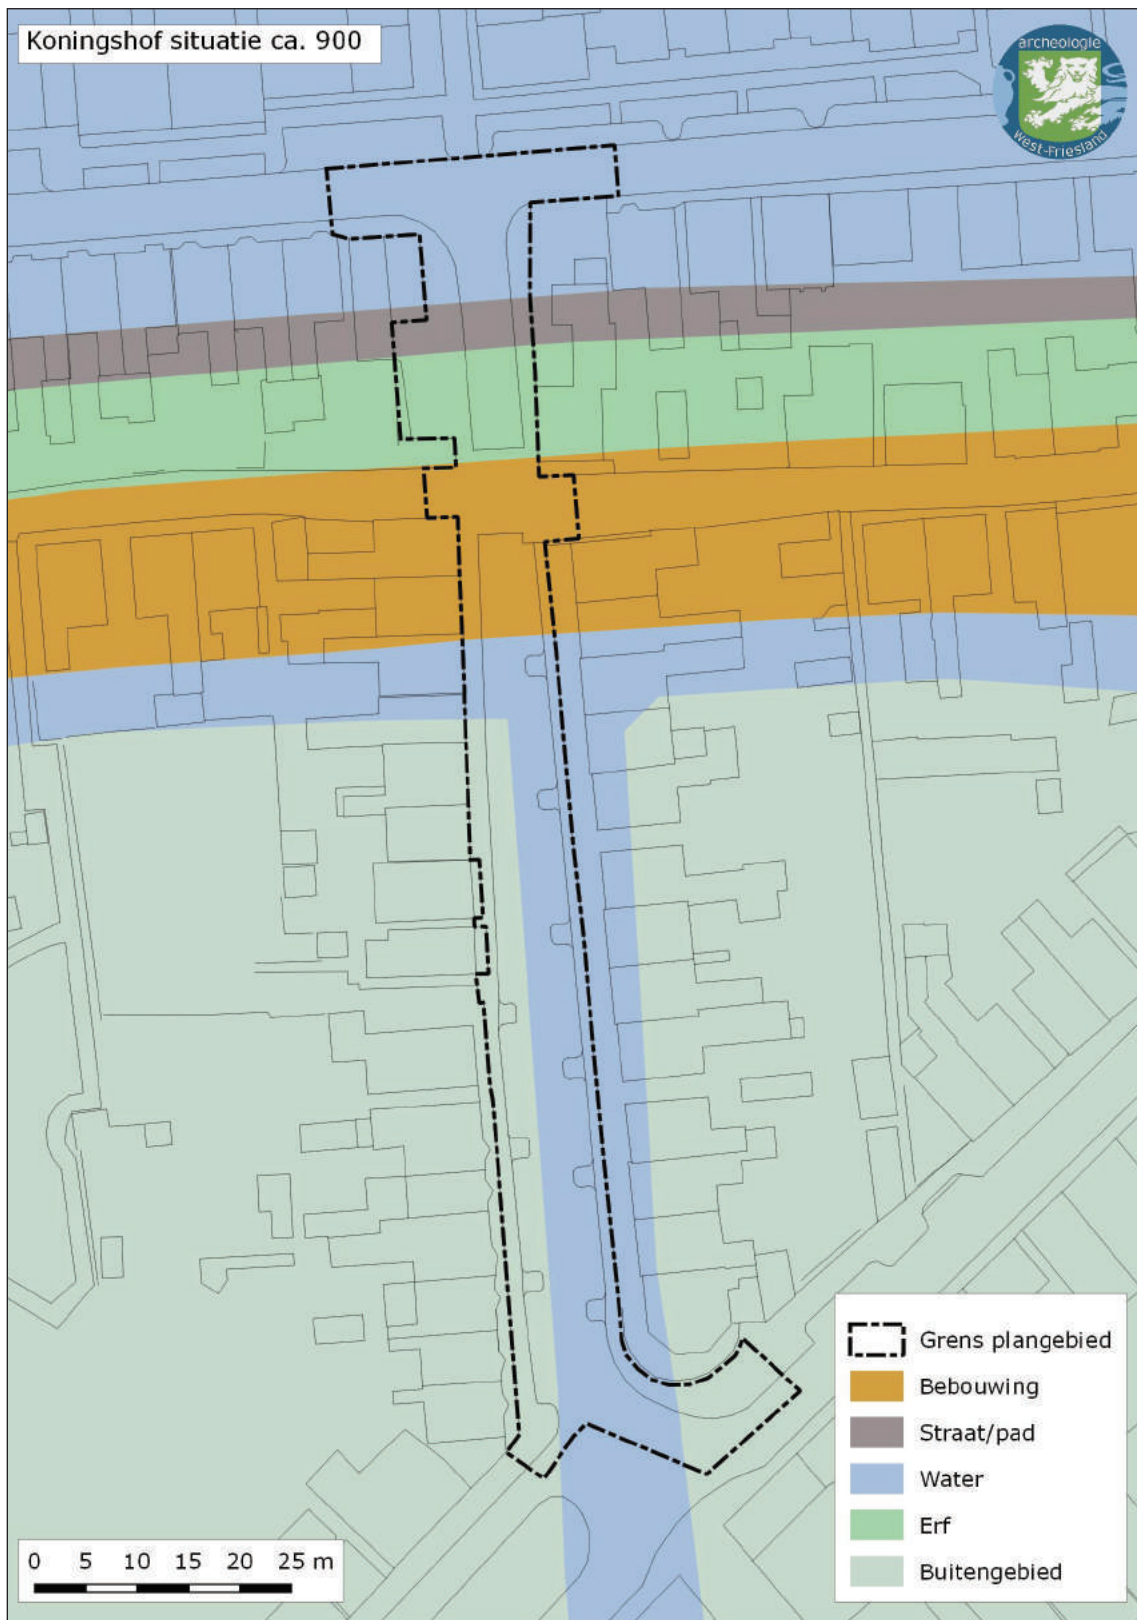 Koningshof situatie ca. 900
archeologie
West-Friesland
Grens plangebied
Bebouwing
Straat/pad
Water
Erf
Buitengebied
0 5 10 15 20 25 m